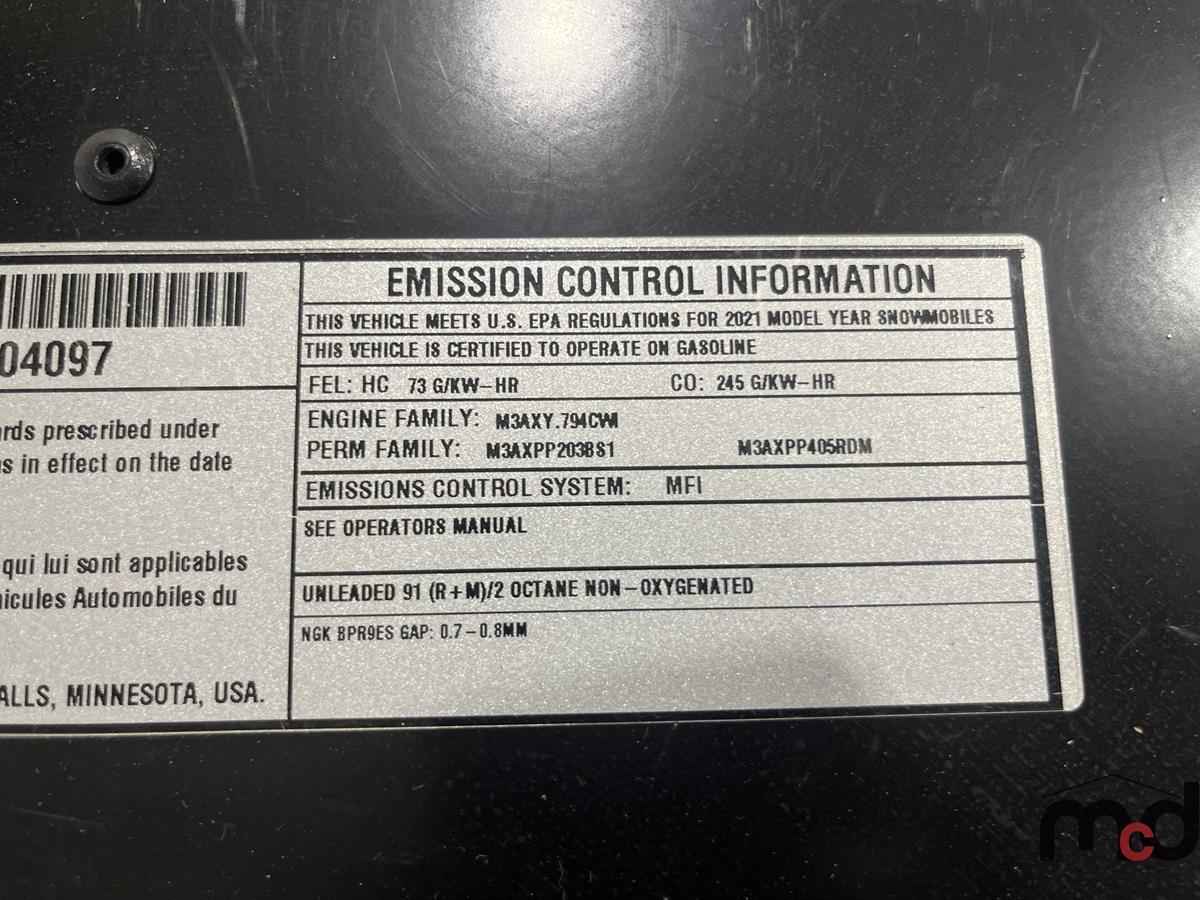 04097
rds prescribed under
s in effect on the date
qui lui sont applicables
icules Automobiles du
ALLS, MINNESOTA, USA.
EMISSION CONTROL INFORMATION
THIS VEHICLE MEETS U.S. EPA REGULATIONS FOR 2021 MODEL YEAR SNOWMOBILES
THIS VEHICLE IS CERTIFIED TO OPERATE ON GASOLINE
FEL: HC 73 G/KW-HR CO: 245 G/KW-HR
ENGINE FAMILY: M3AXY.794CWI
PERM FAMILY: M3AXPP203BS1 M3AXPP405RDM
EMISSIONS CONTROL SYSTEM: MFI
SEE OPERATORS MANUAL
UNLEADED 91 (R+M)/2 OCTANE NON-OXYGENATED
NGK BPR9ES GAP: 0.7-0.8MM
mcd